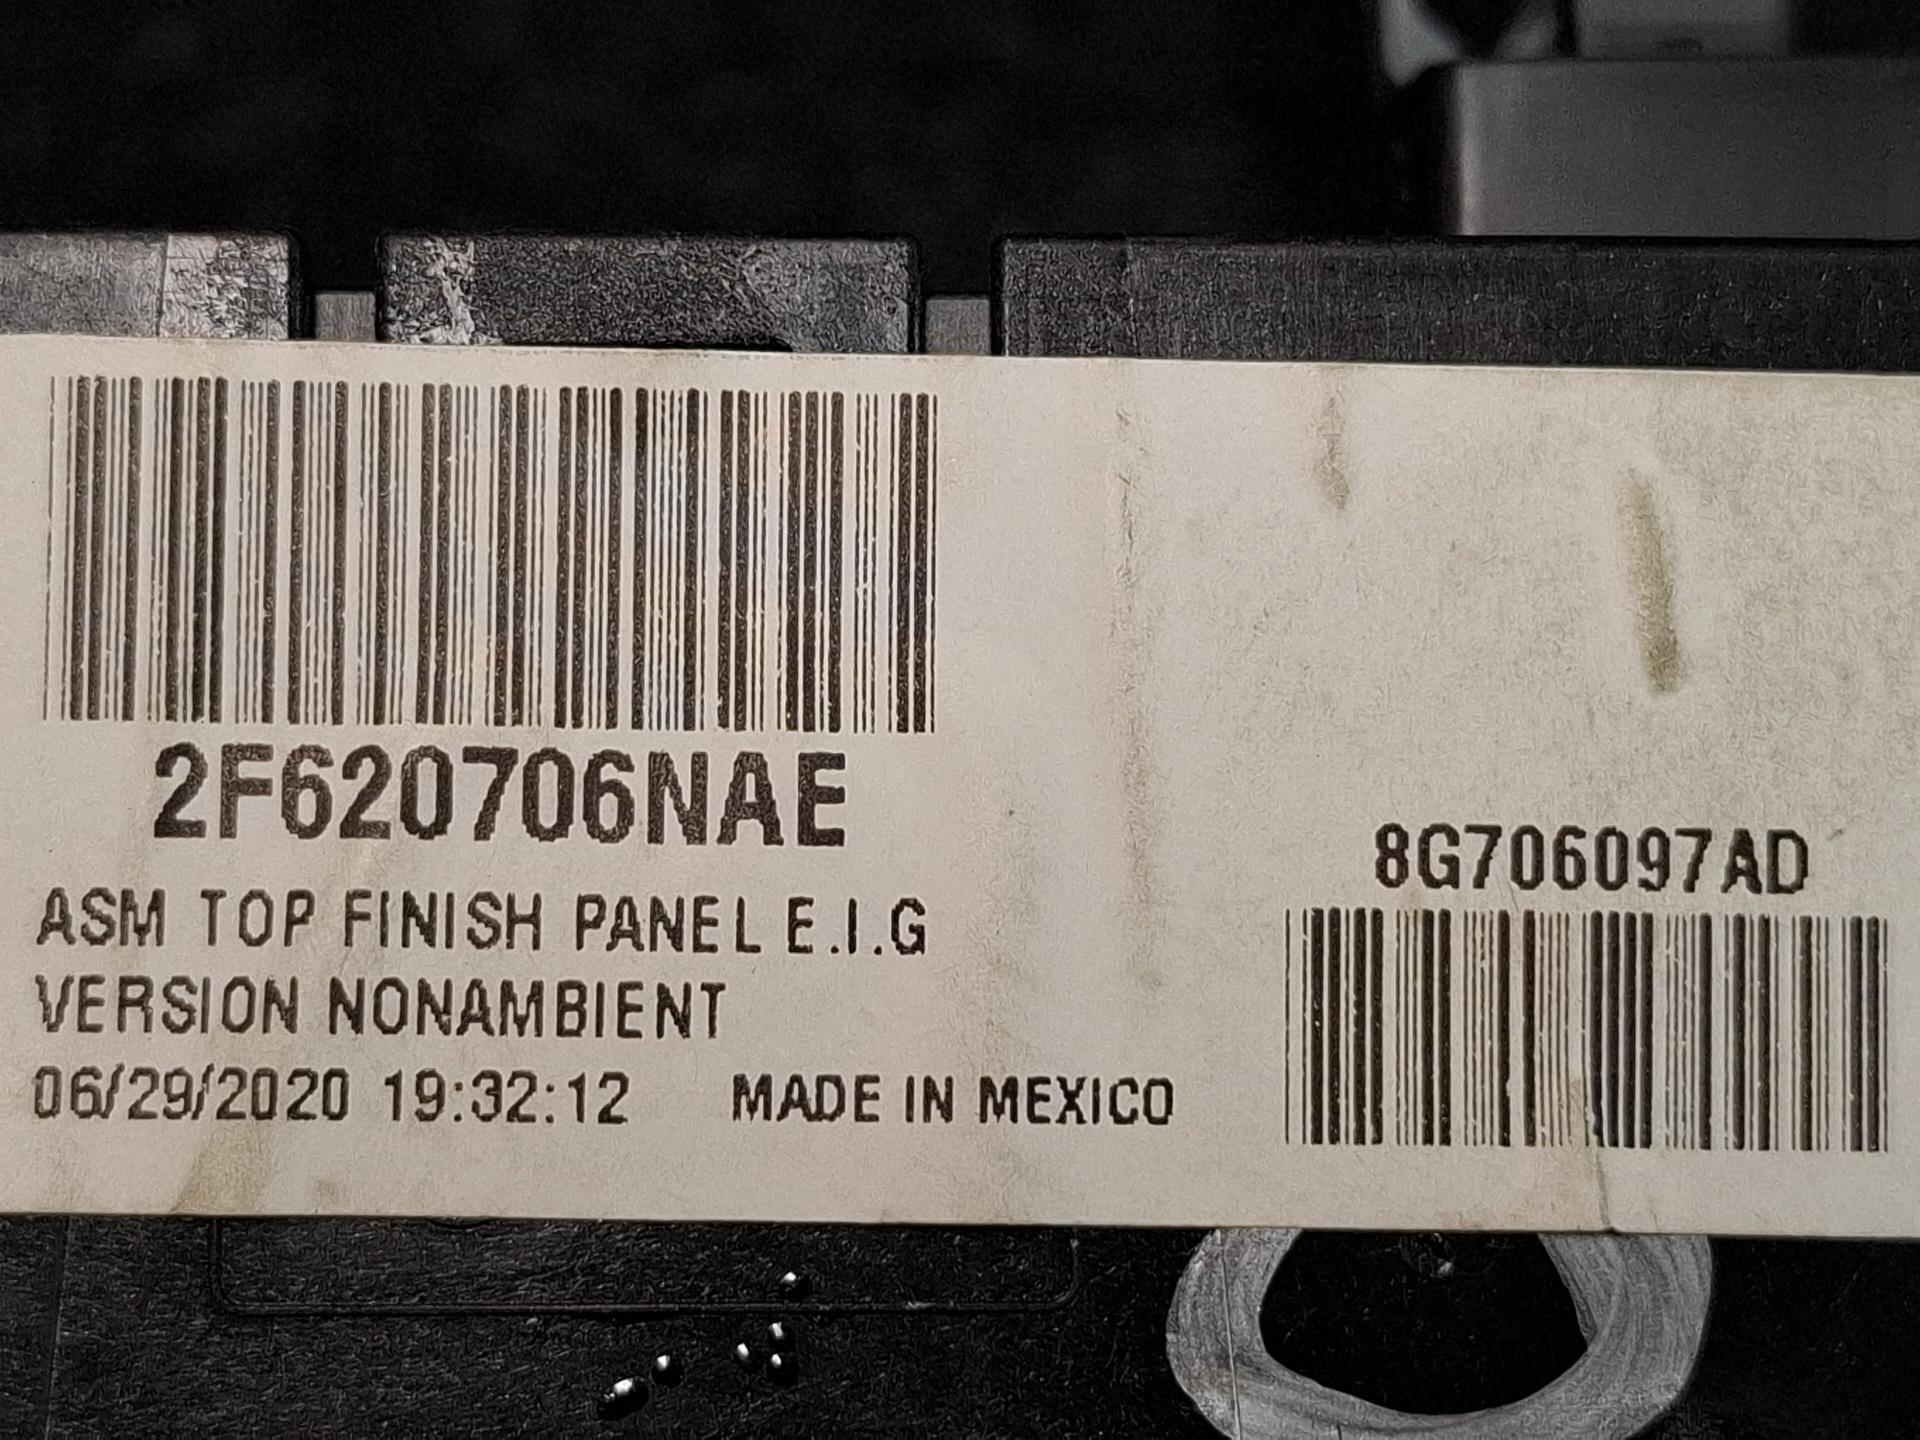 2F620706NAE
ASM TOP FINISH PANEL E.I.G
VERSION NONAMBIENT
06/29/2020 19:32:12 MADE IN MEXICO
8G706097AD